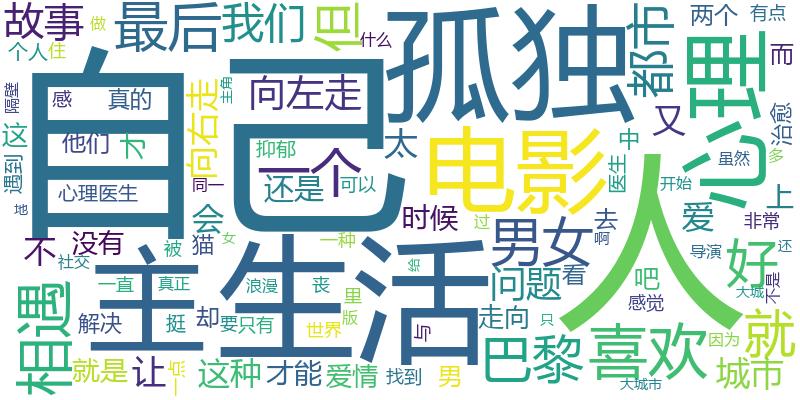 故事
做
最后
我们
但
什么
孤独
都市
两个
有点
个人
住
自己
向左走
心理
而
隔壁
感
真的
向右走
主角
这
他们
才
抑郁
一个
太
电影
又
中
治愈
遇到
心理医生
同一
还是
可以
医生
虽然
多
人
开始
上
不
没有
会
时候
过
男女
去
啊
爱
非常
被
猫
女
一种
社交
主
生活
给
问题
看
吧
感觉
导演
好
还
相遇
一直
真正
浪漫
丧
里
版
大城
不是
解决
挺
却
要只有
世界
与
走向
只
喜欢
因为
就
就是
让
一点
这种
才能
爱情
找到
男
巴黎
大城市
城市